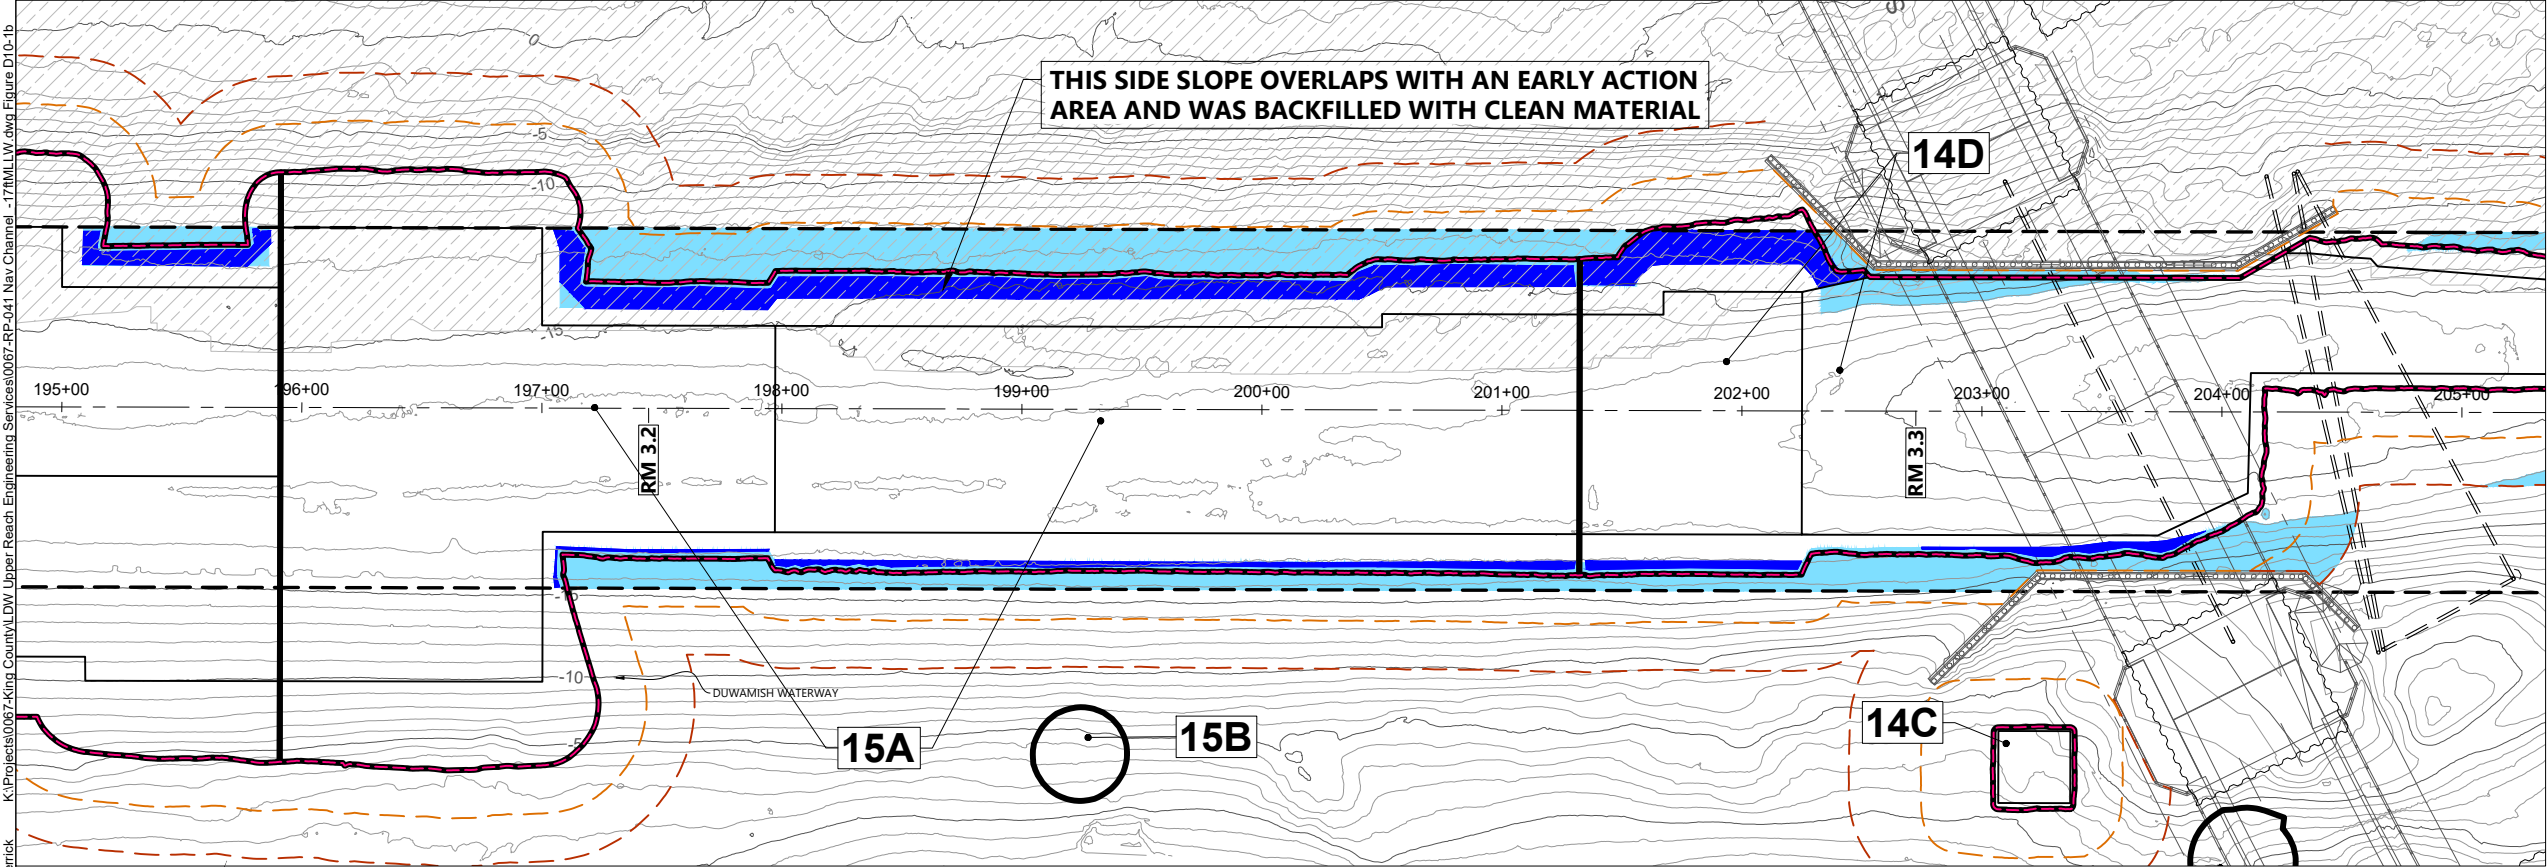 K:\Projects\0067-King County\LDW Upper Reach Engineering Services\0067-RP-041 Nav Channel_-17ftMLLW.dwg Figure D10-1b
THIS SIDE SLOPE OVERLAPS WITH AN EARLY ACTION
AREA AND WAS BACKFILLED WITH CLEAN MATERIAL
0
-5
-10
-15
14D
195+00
196+00
197+00
198+00
199+00
200+00
201+00
202+00
203+00
204+00
205+00
RM 3.2
RM 3.3
-10
DUWAMISH WATERWAY
-5
15A
15B
14C